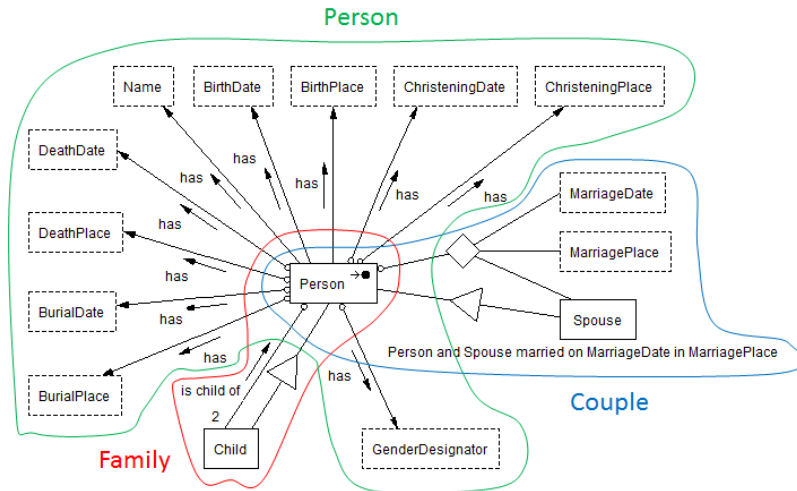 Person
Name
BirthDate
BirthPlace
ChristeningDate
ChristeningPlace
DeathDate
has
has
has
has
has
has
MarriageDate
DeathPlace
has
MarriagePlace
Person
BurialDate
has
Spouse
has
Person and Spouse married on MarriageDate in MarriagePlace
has
BurialPlace
is child of
2
Couple
Family
Child
GenderDesignator